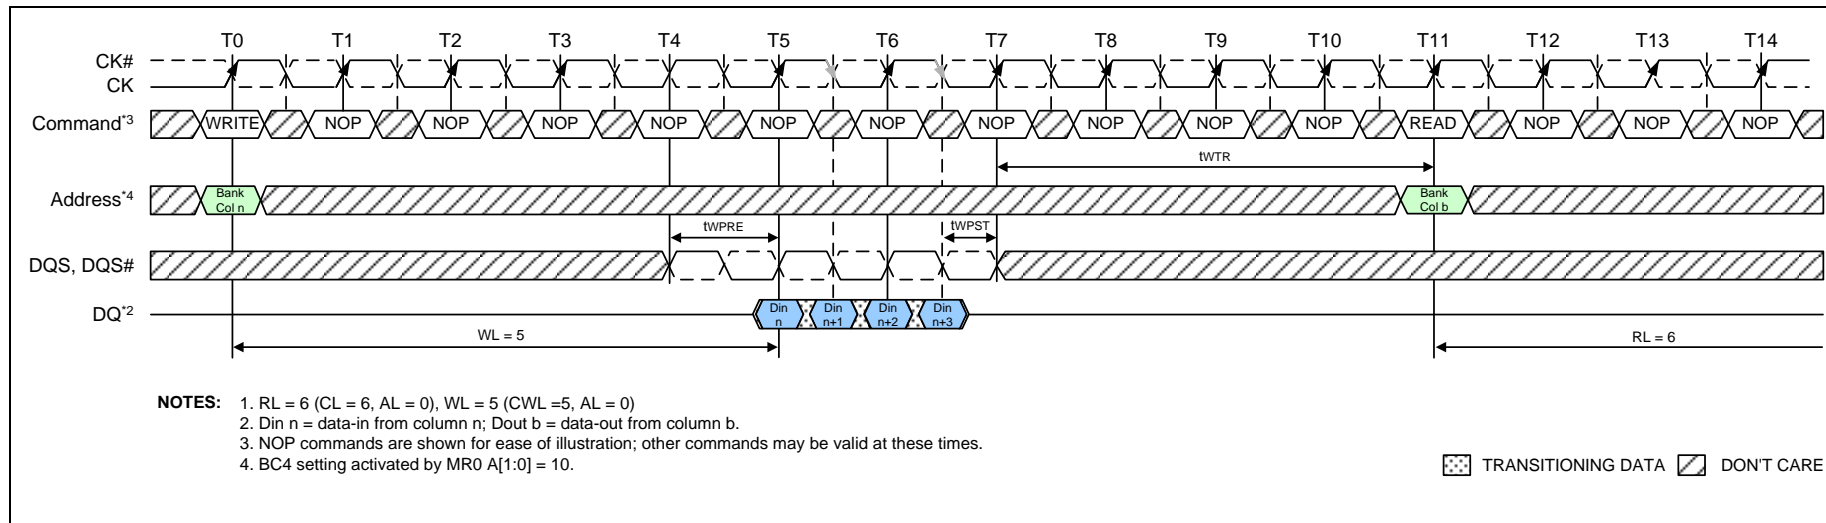 T0 T1 T2 T3 T4 T5 T6 T7 T8 T9 T10 T11 T12 T13 T14
CK#
CK
Command*3 WRITE NOP NOP NOP NOP NOP NOP NOP NOP NOP NOP READ NOP NOP NOP
tWTR
Address*4 Bank Col n Bank Col b
tWPRE tWPST
DQS, DQS#
DQ*2 Din n Din n+1 Din n+2 Din n+3
WL = 5 RL = 6
NOTES: 1. RL = 6 (CL = 6, AL = 0), WL = 5 (CWL =5, AL = 0)
2. Din n = data-in from column n; Dout b = data-out from column b.
3. NOP commands are shown for ease of illustration; other commands may be valid at these times.
4. BC4 setting activated by MR0 A[1:0] = 10.
TRANSITIONING DATA DON'T CARE